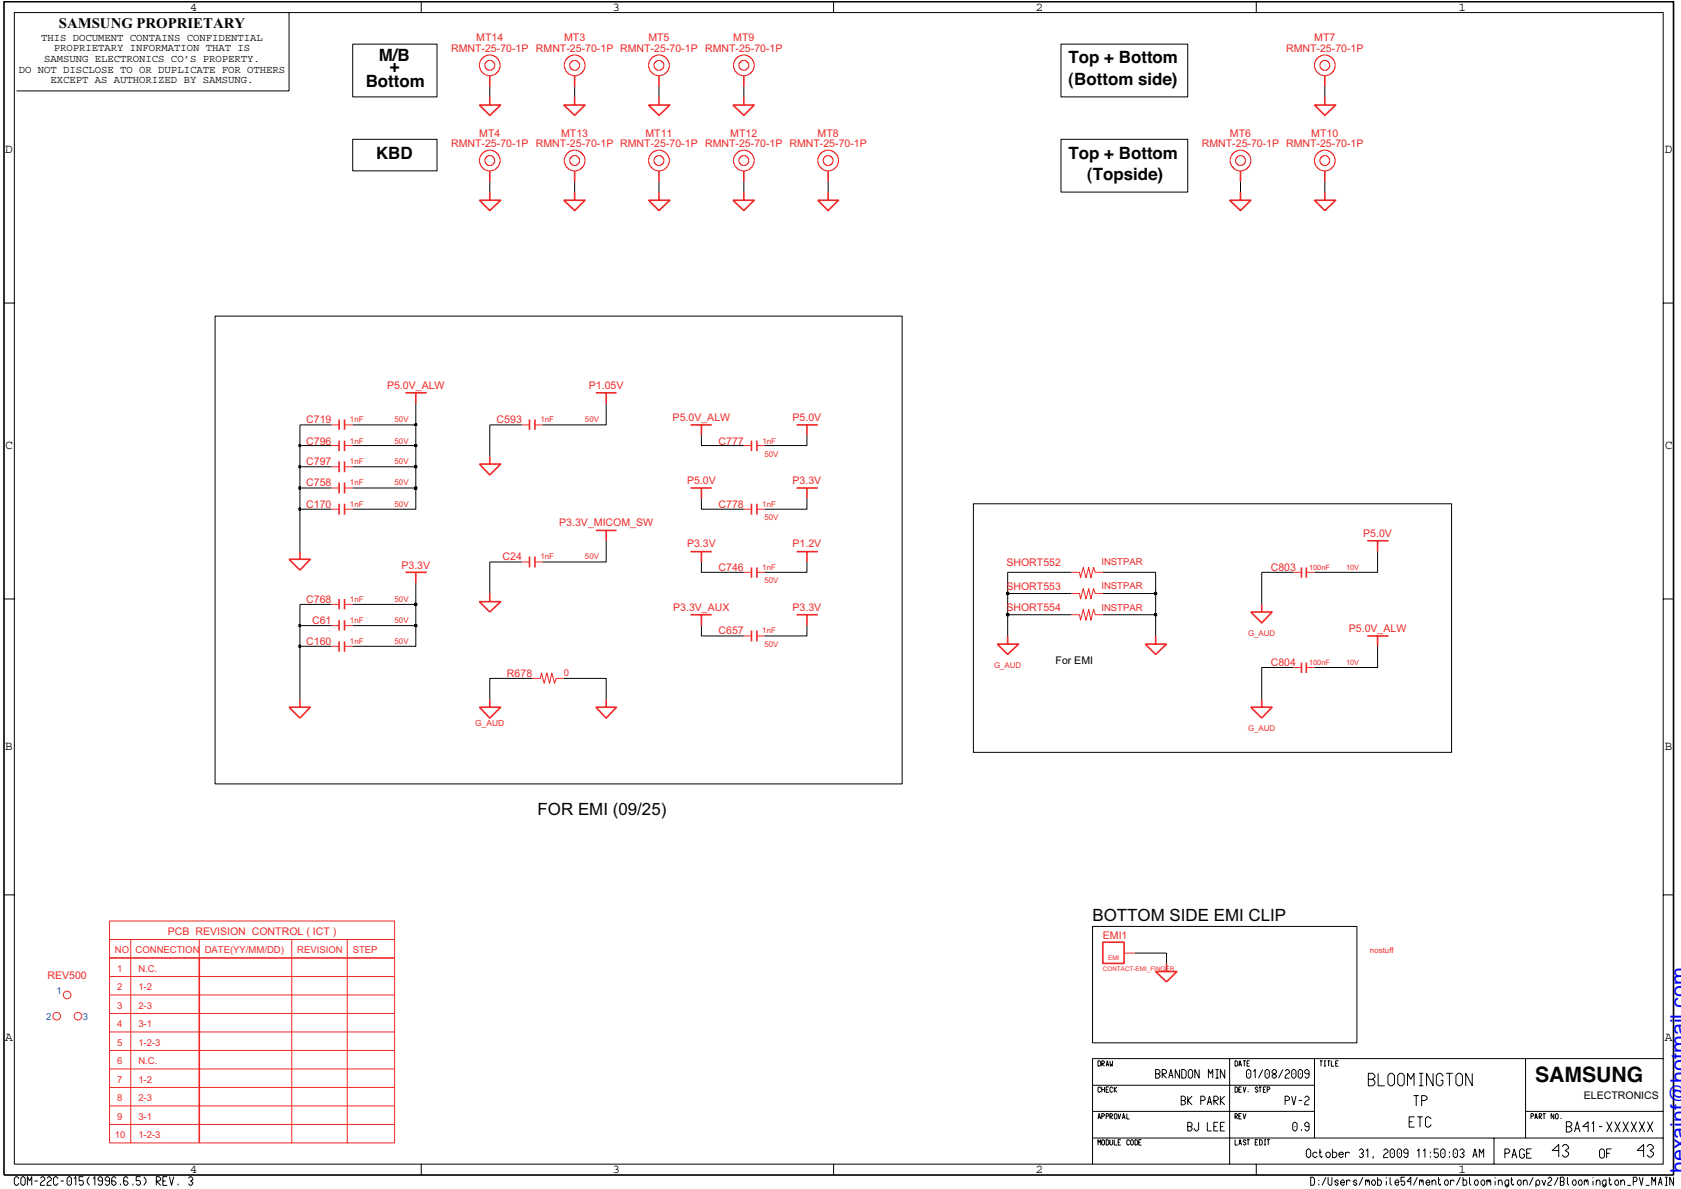 4 3 2 1
SAMSUNG PROPRIETARY
THIS DOCUMENT CONTAINS CONFIDENTIAL
PROPRIETARY INFORMATION THAT IS
SAMSUNG ELECTRONICS CO'S PROPERTY.
DO NOT DISCLOSE TO OR DUPLICATE FOR OTHERS
EXCEPT AS AUTHORIZED BY SAMSUNG.
M/B
+
Bottom
MT14 MT3 MT5 MT9
RMNT-25-70-1P RMNT-25-70-1P RMNT-25-70-1P RMNT-25-70-1P
Top + Bottom
(Bottom side)
MT7
RMNT-25-70-1P
D D
KBD
MT4 MT13 MT11 MT12 MT8
RMNT-25-70-1P RMNT-25-70-1P RMNT-25-70-1P RMNT-25-70-1P RMNT-25-70-1P
Top + Bottom
(Topside)
MT6 MT10
RMNT-25-70-1P RMNT-25-70-1P
C C
P5.0V_ALW
C719 1nF 50V
C796 1nF 50V
C797 1nF 50V
C758 1nF 50V
C170 1nF 50V
P3.3V
C768 1nF 50V
C61 1nF 50V
C160 1nF 50V
P1.05V
C593 1nF 50V
P3.3V_MICOM_SW
C24 1nF 50V
R678 0
G_AUD
P5.0V_ALW P5.0V
C777 1nF
50V
P5.0V P3.3V
C778 1nF
50V
P3.3V P1.2V
C746 1nF
50V
P3.3V_AUX P3.3V
C657 1nF
50V
FOR EMI (09/25)
SHORT552 INSTPAR
SHORT553 INSTPAR
SHORT554 INSTPAR
G_AUD
For EMI
P5.0V
C803 100nF 10V
G_AUD
P5.0V_ALW
C804 100nF 10V
G_AUD
B B
REV500
1
2 3
PCB REVISION CONTROL ( ICT )
NO CONNECTION DATE(YY/MM/DD) REVISION STEP
1 N.C.
2 1-2
3 2-3
4 3-1
5 1-2-3
6 N.C.
7 1-2
8 2-3
9 3-1
10 1-2-3
BOTTOM SIDE EMI CLIP
EMI1
EMI
CONTACT-EMI_FINGER
nostuff
A A
DRAW BRANDON MIN
DATE 01/08/2009
TITLE
BLOOMINGTON
TP
ETC
SAMSUNG
ELECTRONICS
CHECK BK PARK
DEV. STEP PV-2
APPROVAL BJ LEE
REV 0.9
PART NO. BA41-XXXXXX
MODULE CODE
LAST EDIT October 31, 2009 11:50:03 AM
PAGE 43 OF 43
4 3 2 1
COM-22C-015(1996.6.5) REV. 3
D:/Users/mobile54/mentor/bloomington/pv2/Bloomington_PV_MAIN
hexainf@hotmail.com